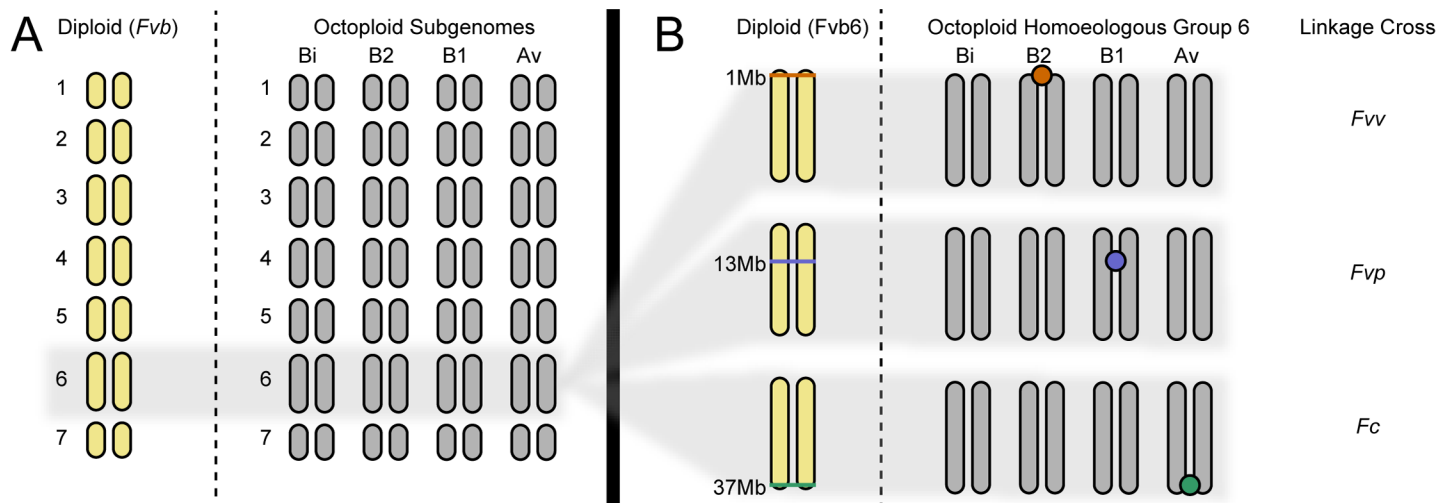 A
Diploid (Fvb)
Octoploid Subgenomes
Bi B2 B1 Av
1 1
2 2
3 3
4 4
5 5
6 6
7 7
B
Diploid (Fvb6)
Octoploid Homoeologous Group 6
Linkage Cross
Bi B2 B1 Av
1Mb
Fvv
13Mb
Fvp
Fc
37Mb